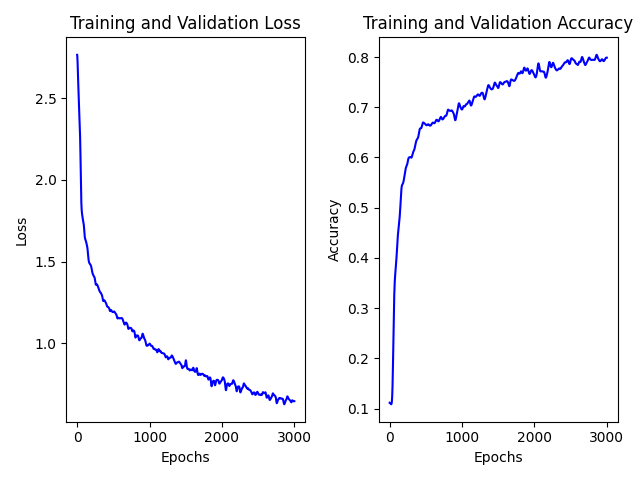 Training and Validation Loss
2.5
2.0
1.5
1.0
Loss
0 1000 2000 3000
Epochs
Training and Validation Accuracy
0.8
0.7
0.6
0.5
0.4
0.3
0.2
0.1
Accuracy
0 1000 2000 3000
Epochs